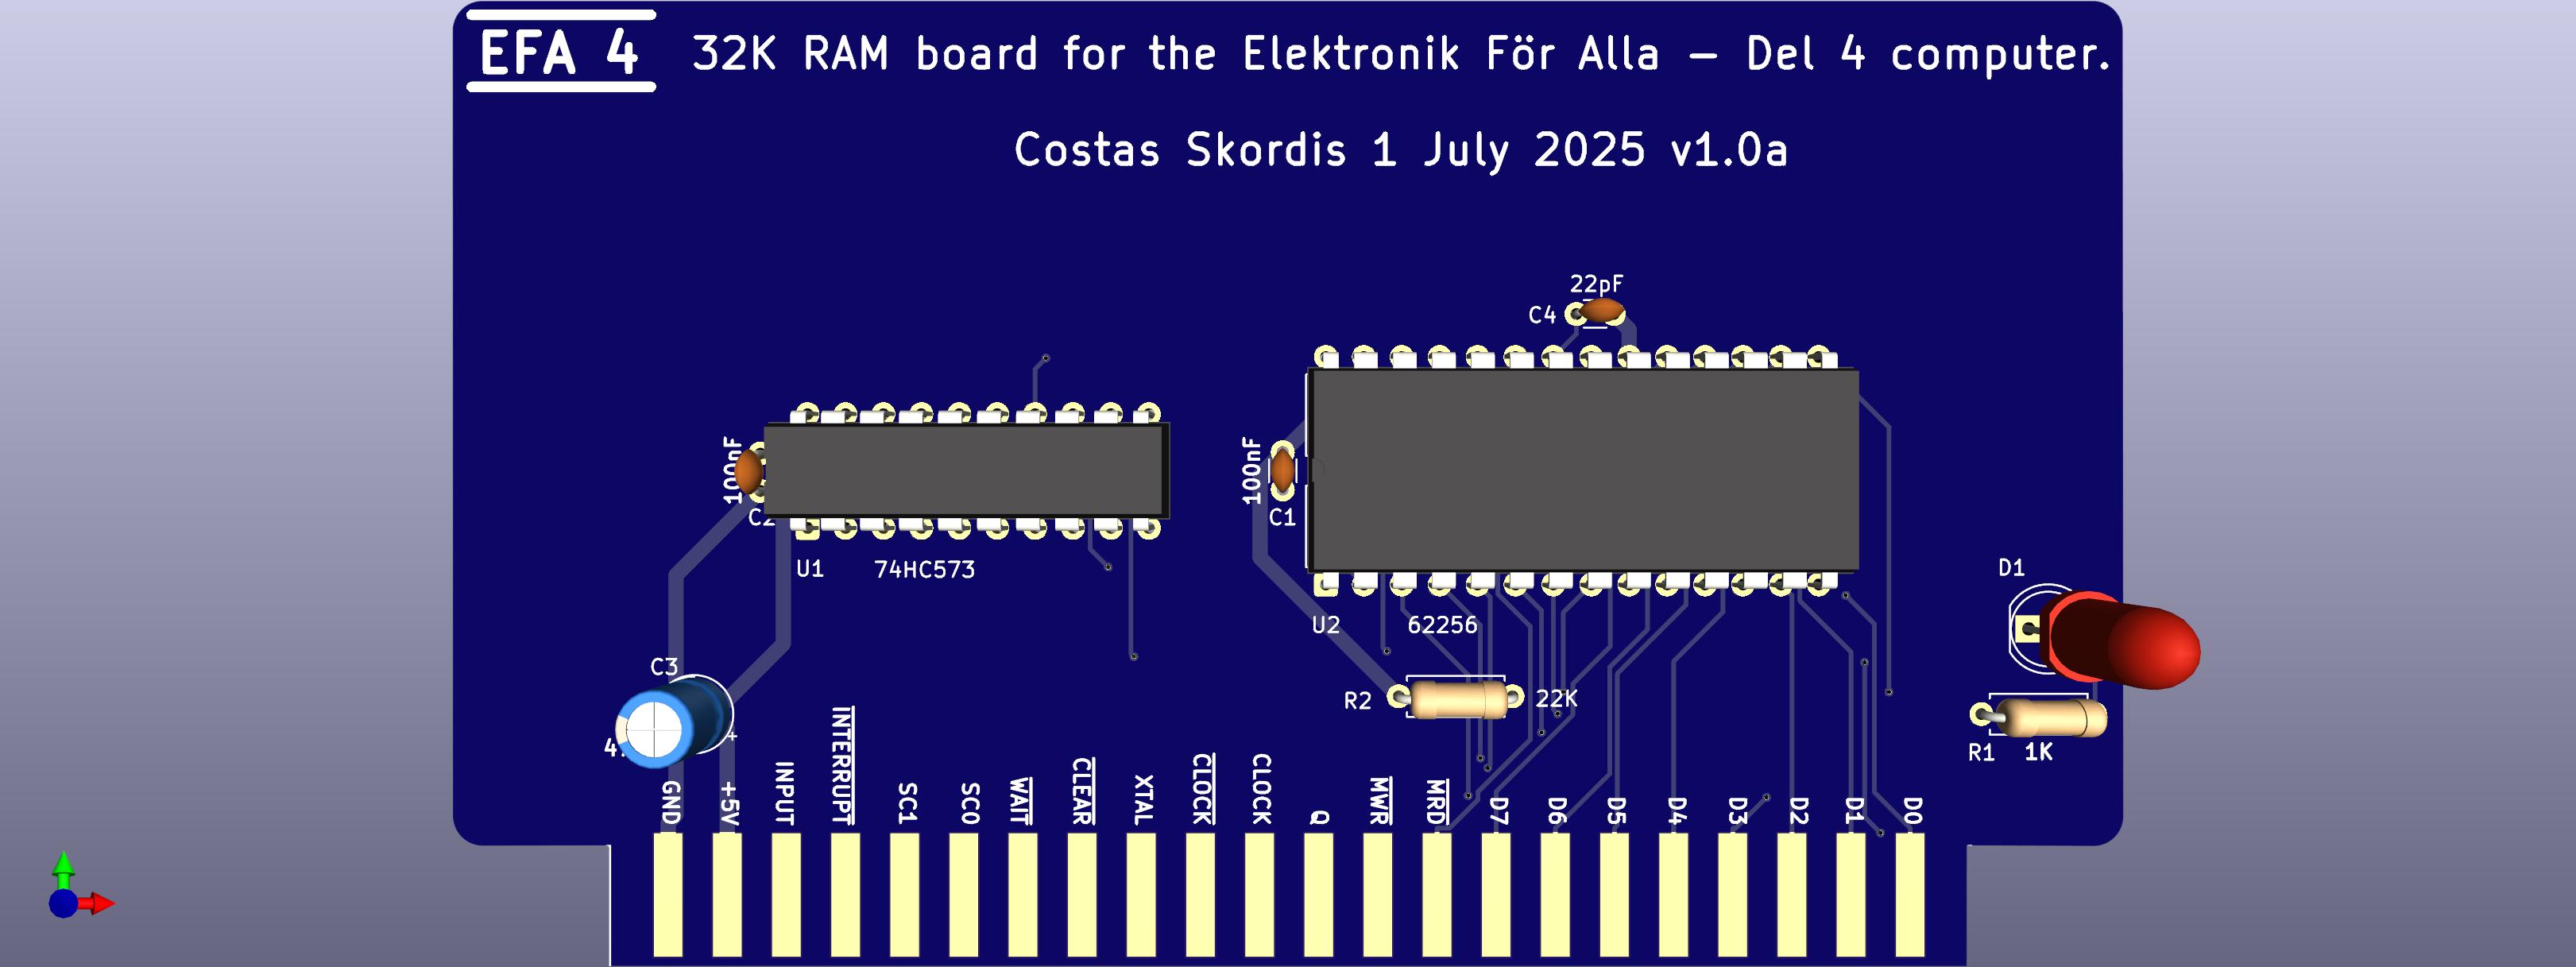 EFA 4
32K RAM board for the Elektronik För Alla – Del 4 computer.
Costas Skordis 1 July 2025 v1.0a
22pF
C4
100nF
C2
100nF
C1
U1
74HC573
D1
U2
62256
C3
R2
22K
R1
1K
+
GND
+5V
INPUT
INTERRUPT
SC1
SC0
WAIT
CLEAR
XTAL
CLOCK
CLOCK
Q
MWR
MRD
D7
D6
D5
D4
D3
D2
D1
D0